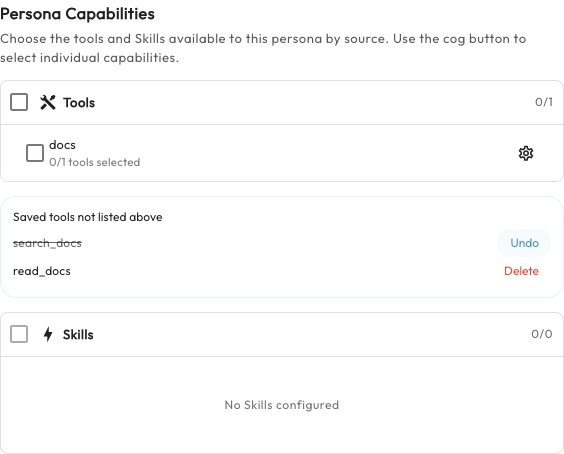 Persona Capabilities
Choose the tools and Skills available to this persona by source. Use the cog button to
select individual capabilities.
Tools
0/1
docs
0/1 tools selected
Saved tools not listed above
search_docs
Undo
read_docs
Delete
Skills
0/0
No Skills configured